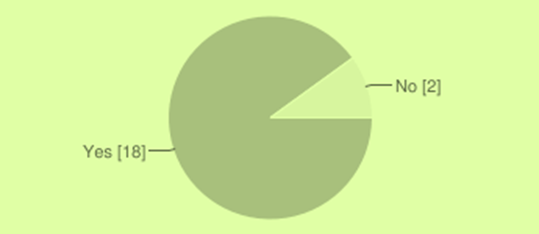 No [2]
Yes [18]